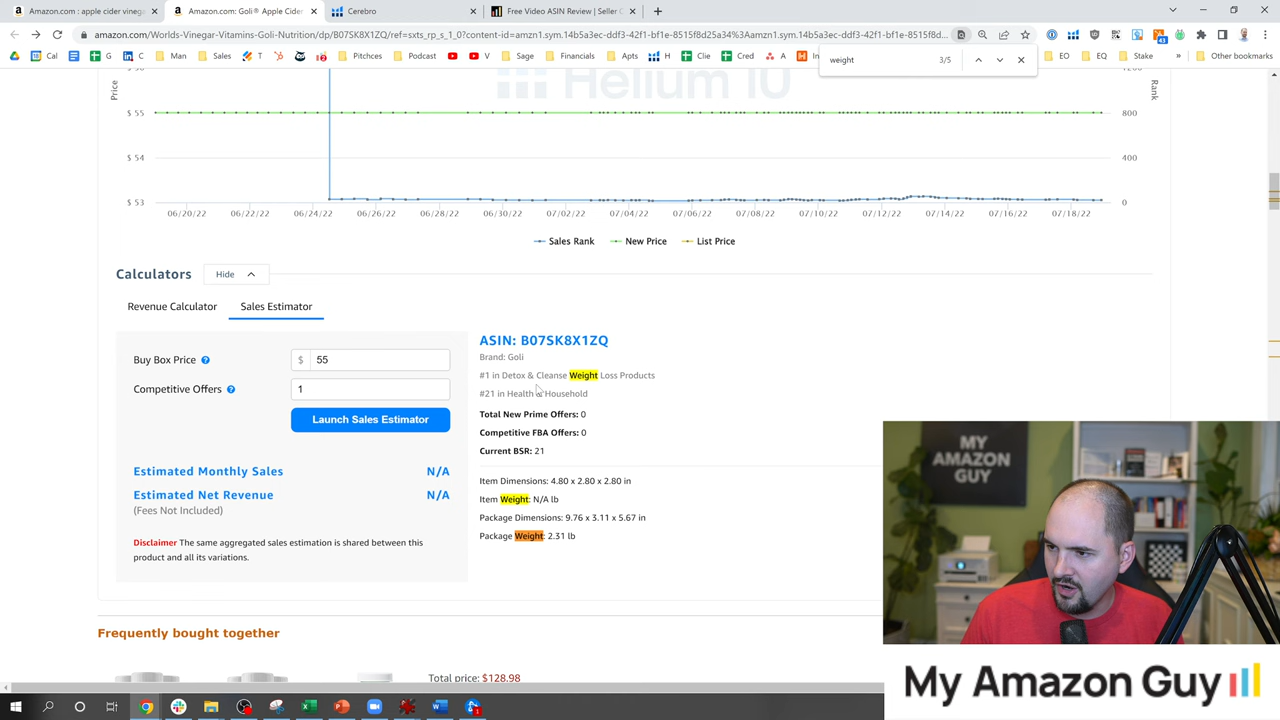 Amazon.com : apple cider vinega
Amazon.com: Goli® Apple Cider
Cerebro
Free Video ASIN Review | Seller C
amazon.com/Worlds-Vinegar-Vitamins-Goli-Nutrition/dp/B07SK8X1ZQ/ref=sxts_rp_s_1_0?content-id=amzn1.sym.14b5a3ec-ddf3-42f1-bf1e-8515f8d25a34%3Aamzn1.sym.14b5a3ec-ddf3-42f1-bf1e-8515f8d...
43
Cal
G
C
Man
Sales
T
Pitchces
Podcast
V
Sage
Financials
Apts
H
Clie
Cred
A
In
EO
EQ
Stake
Other bookmarks
weight
3/5
Helium 10
Price
Rank
$ 55
800
$ 54
400
$ 53
0
06/20/22
06/22/22
06/24/22
06/26/22
06/28/22
06/30/22
07/02/22
07/04/22
07/06/22
07/08/22
07/10/22
07/12/22
07/14/22
07/16/22
07/18/22
Sales Rank
New Price
List Price
Calculators
Hide
Revenue Calculator
Sales Estimator
Buy Box Price
$ 55
Competitive Offers
1
Launch Sales Estimator
Estimated Monthly Sales
N/A
Estimated Net Revenue
N/A
(Fees Not Included)
Disclaimer The same aggregated sales estimation is shared between this
product and all its variations.
ASIN: B07SK8X1ZQ
Brand: Goli
#1 in Detox & Cleanse Weight Loss Products
#21 in Health & Household
Total New Prime Offers: 0
Competitive FBA Offers: 0
Current BSR: 21
Item Dimensions: 4.80 x 2.80 x 2.80 in
Item Weight: N/A lb
Package Dimensions: 9.76 x 3.11 x 5.67 in
Package Weight: 2.31 lb
Frequently bought together
Total price: $128.98
MY
AMAZON
GUY
My Amazon Guy